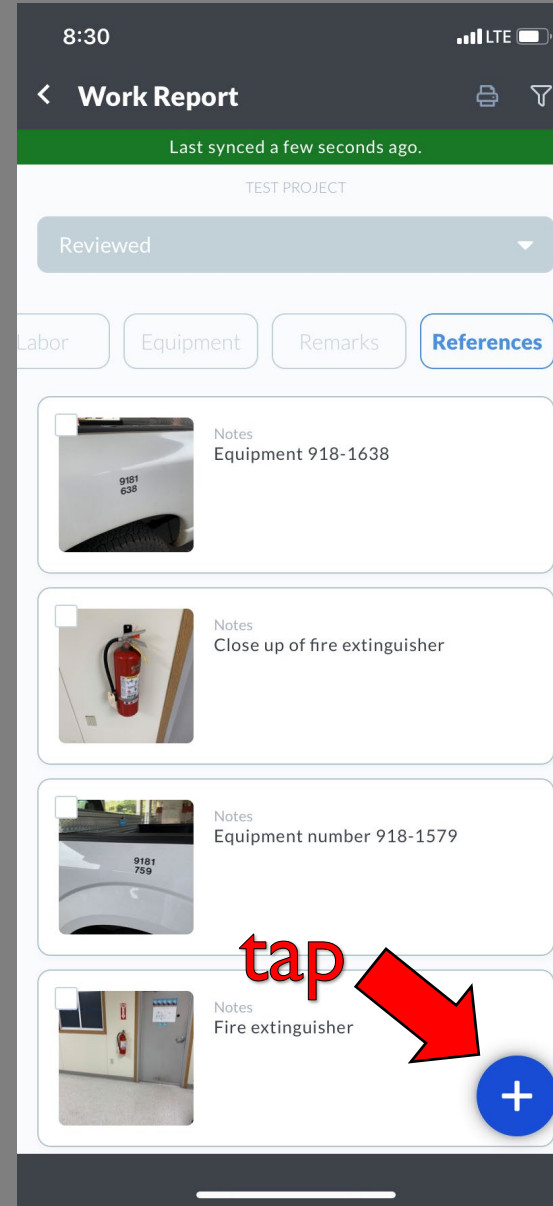 8:30
LTE
Work Report
Last synced a few seconds ago.
TEST PROJECT
Reviewed
Labor
Equipment
Remarks
References
Notes
Equipment 918-1638
9181
638
Notes
Close up of fire extinguisher
Notes
Equipment number 918-1579
9181
759
tap
Notes
Fire extinguisher